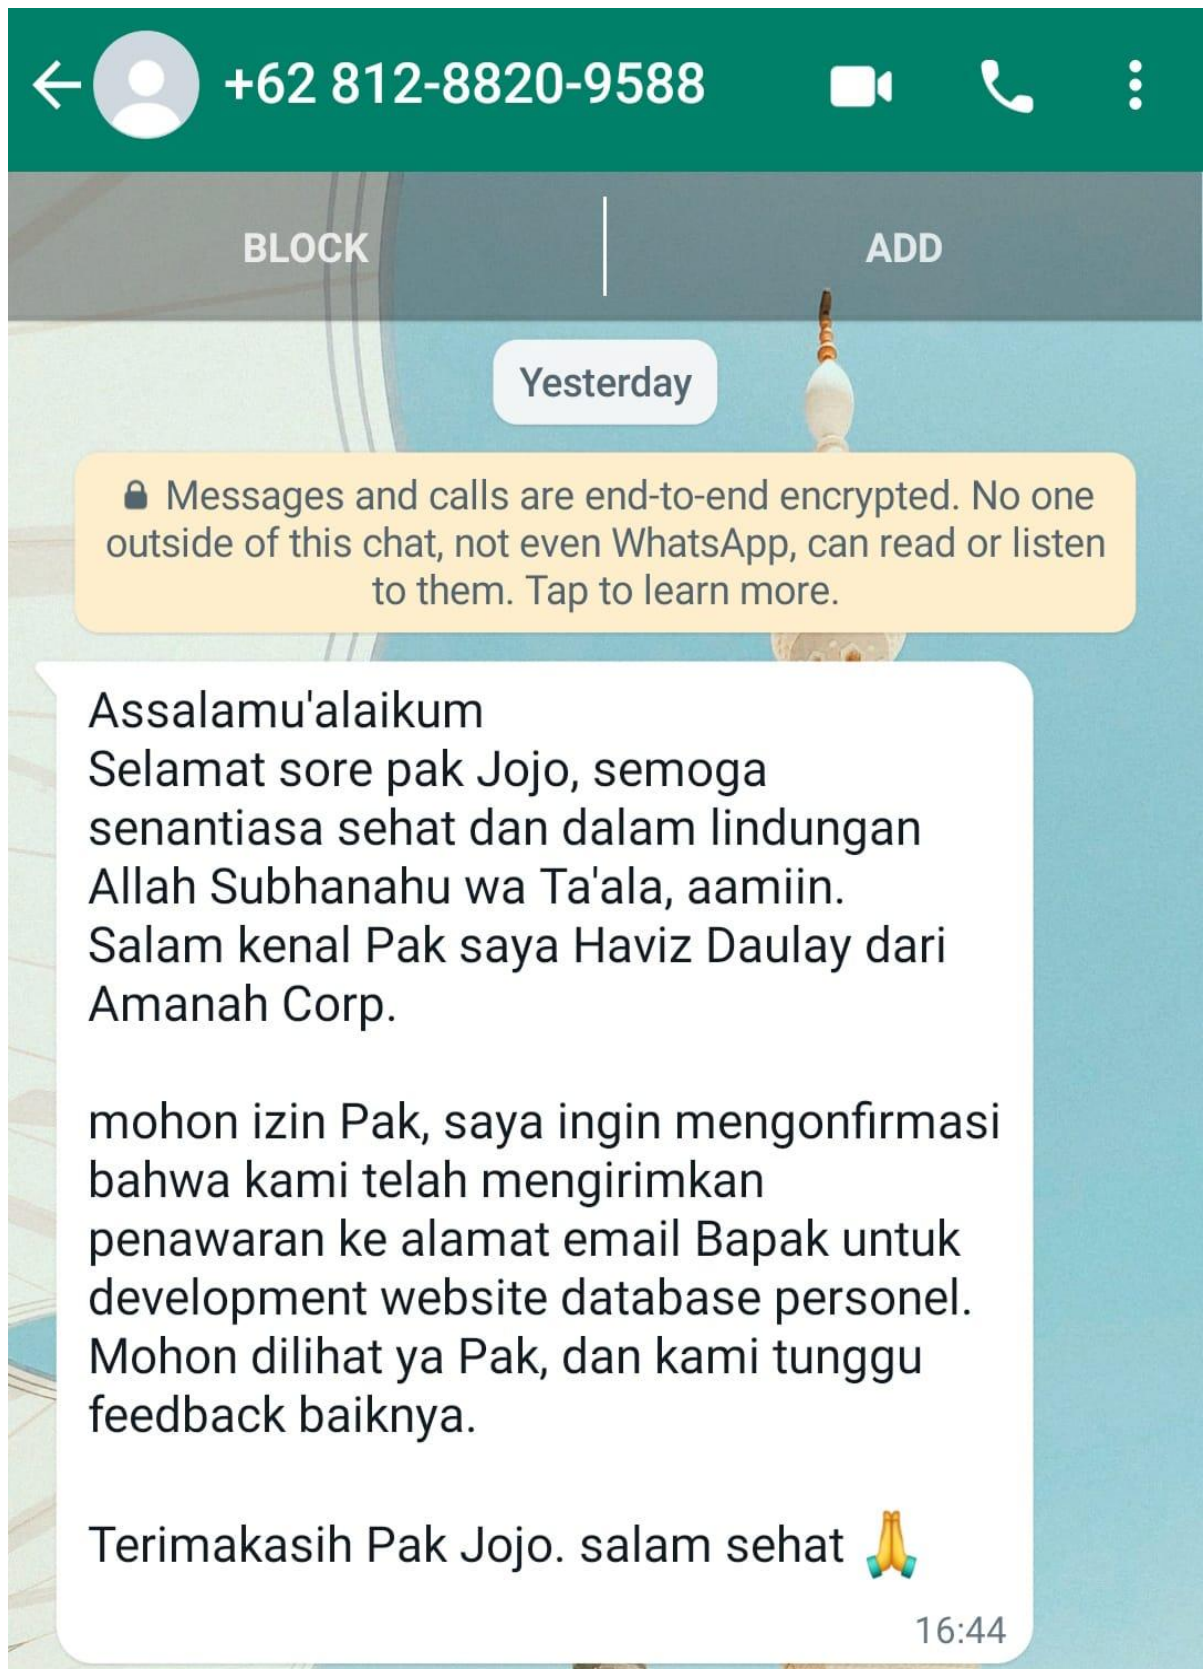 +62 812-8820-9588
BLOCK
ADD
Yesterday
Messages and calls are end-to-end encrypted. No one
outside of this chat, not even WhatsApp, can read or listen
to them. Tap to learn more.
Assalamu'alaikum
Selamat sore pak Jojo, semoga
senantiasa sehat dan dalam lindungan
Allah Subhanahu wa Ta'ala, aamiin.
Salam kenal Pak saya Haviz Daulay dari
Amanah Corp.
mohon izin Pak, saya ingin mengonfirmasi
bahwa kami telah mengirimkan
penawaran ke alamat email Bapak untuk
development website database personel.
Mohon dilihat ya Pak, dan kami tunggu
feedback baiknya.
Terimakasih Pak Jojo. salam sehat 🙏
16:44